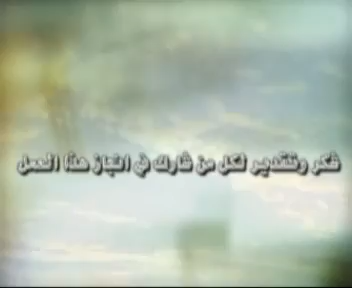 شكر وتقدير لكل من شارك في انجاز هذا العمل